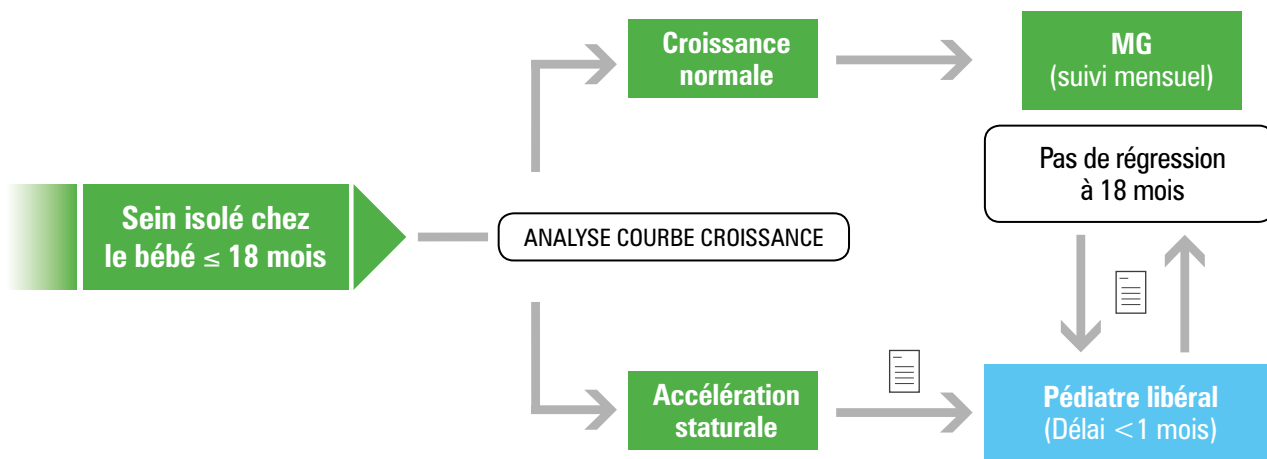 Croissance
normale
MG
(suivi mensuel)
Pas de régression
à 18 mois
Sein isolé chez
le bébé ≤ 18 mois
ANALYSE COURBE CROISSANCE
Accélération
staturale
Pédiatre libéral
(Délai <1 mois)